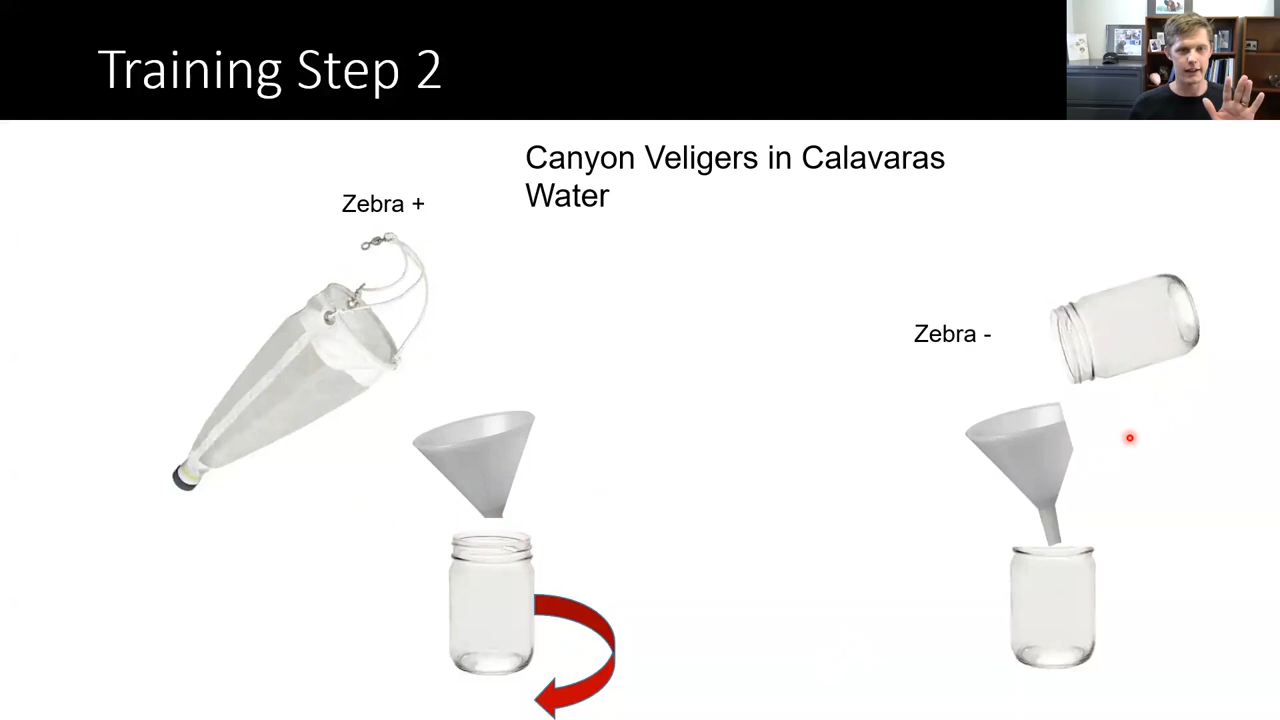 Training Step 2
Canyon Veligers in Calavaras
Water
Zebra +
Zebra -